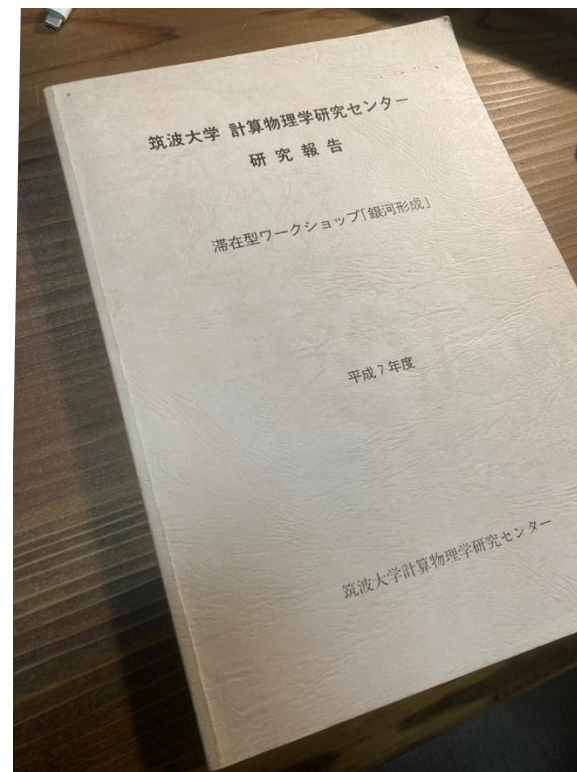 筑波大学 計算物理学研究センター
研究報告
滞在型ワークショップ「銀河形成」
平成7年度
筑波大学計算物理学研究センター